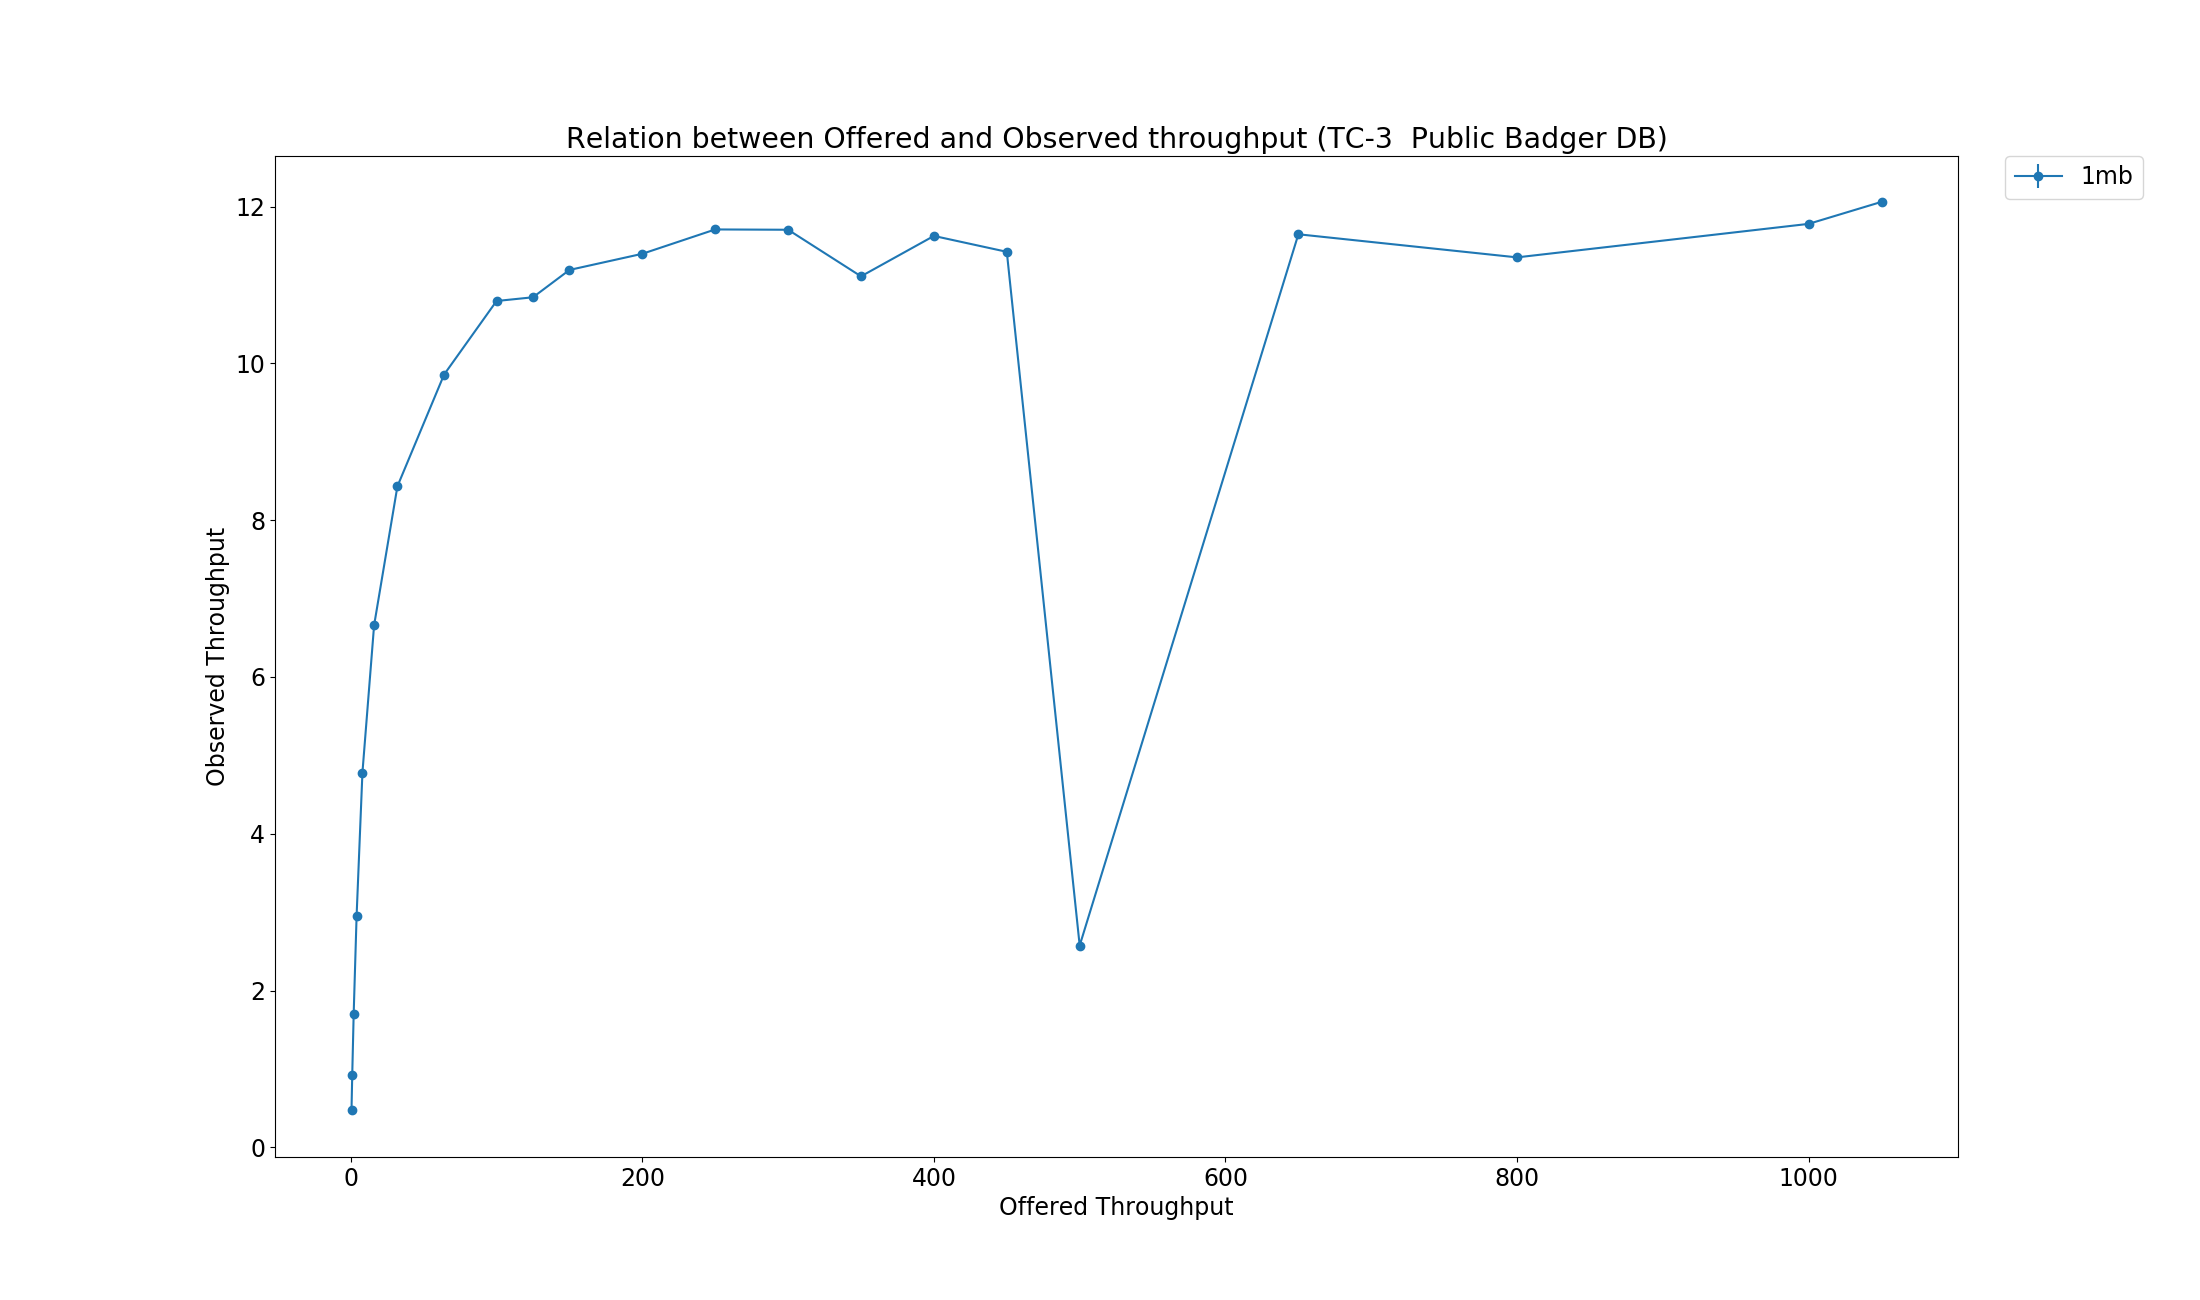 Relation between Offered and Observed throughput (TC-3  Public Badger DB)
1mb
12
10
8
6
4
2
0
Observed Throughput
0 200 400 600 800 1000
Offered Throughput